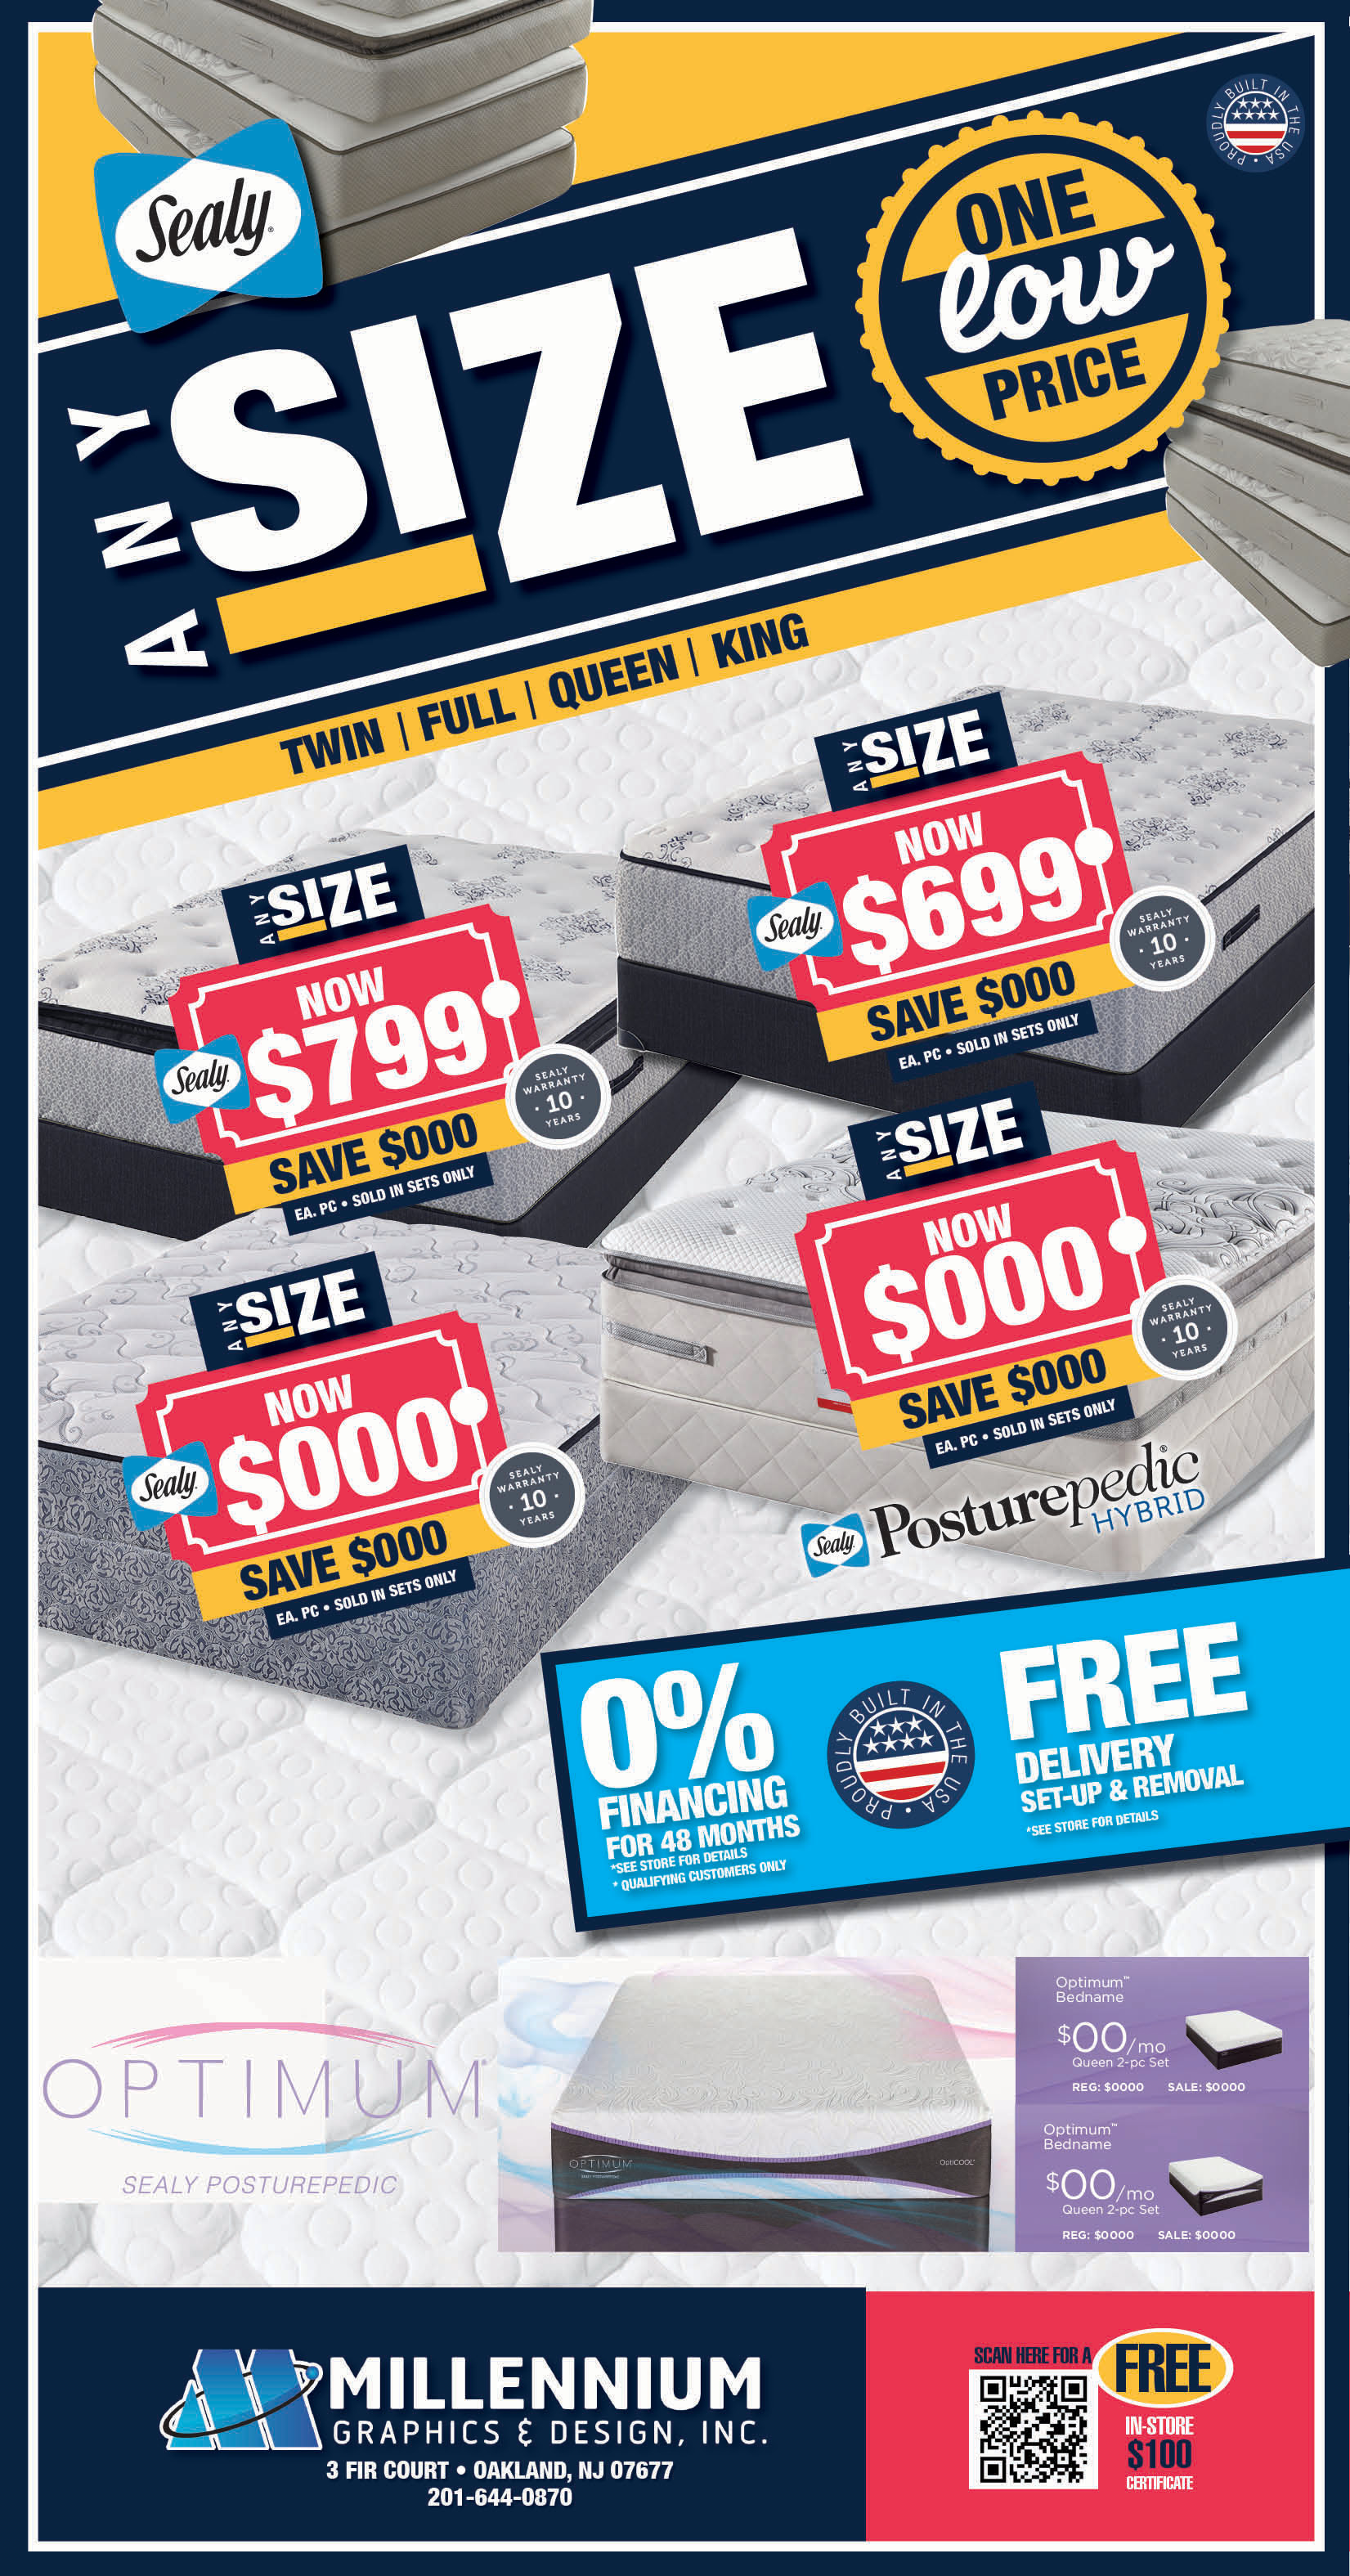 PROUDLY BUILT IN THE USA
Sealy
ONE
low
PRICE
ANY
SIZE
TWIN | FULL | QUEEN | KING
ANY SIZE
NOW
$699
Sealy
SAVE $000
EA. PC • SOLD IN SETS ONLY
SEALY
WARRANTY
• 10 •
YEARS
ANY SIZE
NOW
$799
Sealy
SAVE $000
EA. PC • SOLD IN SETS ONLY
SEALY
WARRANTY
• 10 •
YEARS
ANY SIZE
NOW
$000
SAVE $000
EA. PC • SOLD IN SETS ONLY
SEALY
WARRANTY
• 10 •
YEARS
Sealy Posturepedic®
HYBRID
ANY SIZE
NOW
$000
Sealy
SAVE $000
EA. PC • SOLD IN SETS ONLY
SEALY
WARRANTY
• 10 •
YEARS
0%
FINANCING
FOR 48 MONTHS
*SEE STORE FOR DETAILS
* QUALIFYING CUSTOMERS ONLY
PROUDLY BUILT IN THE USA
FREE
DELIVERY
SET-UP & REMOVAL
*SEE STORE FOR DETAILS
OPTIMUM
SEALY POSTUREPEDIC
OPTIMUM
OptiCOOL
Optimum™
Bedname
$00/mo
Queen 2-pc Set
REG: $0000 SALE: $0000
Optimum™
Bedname
$00/mo
Queen 2-pc Set
REG: $0000 SALE: $0000
MILLENNIUM
GRAPHICS & DESIGN, INC.
3 FIR COURT • OAKLAND, NJ 07677
201-644-0870
SCAN HERE FOR A
FREE
IN-STORE
$100
CERTIFICATE